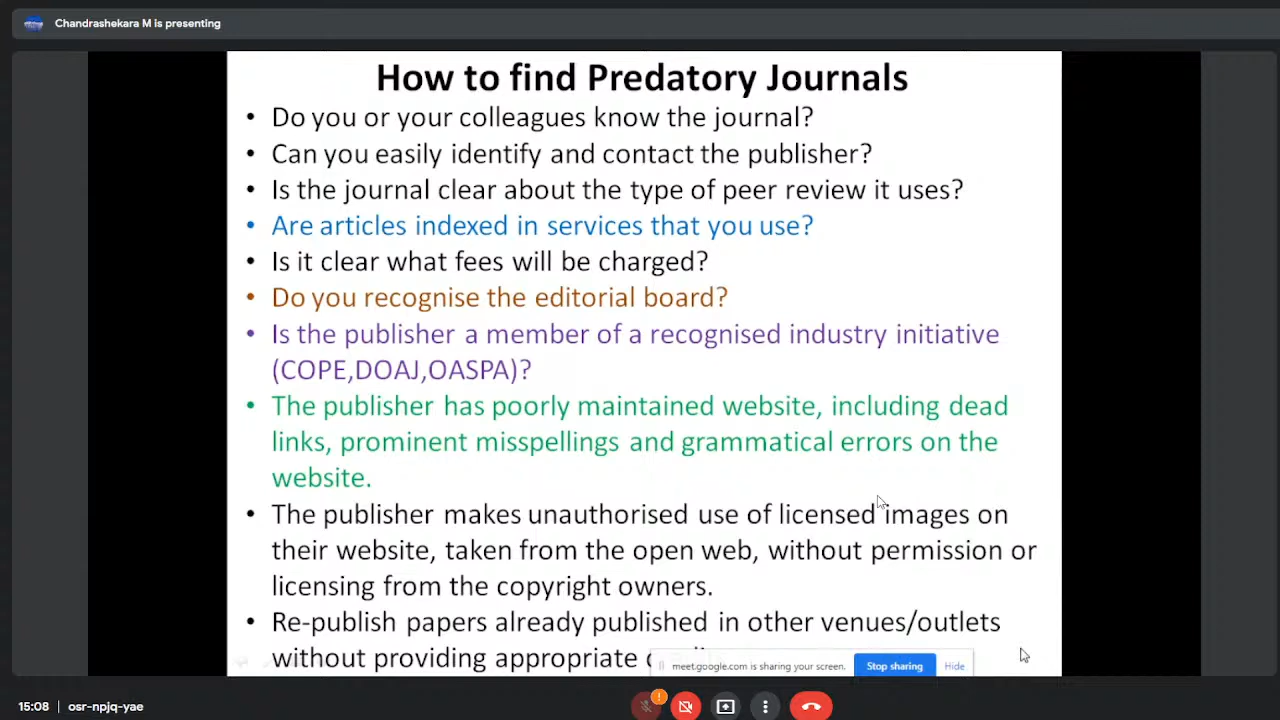 Chandrashekara M is presenting
How to find Predatory Journals
• Do you or your colleagues know the journal?
• Can you easily identify and contact the publisher?
• Is the journal clear about the type of peer review it uses?
• Are articles indexed in services that you use?
• Is it clear what fees will be charged?
• Do you recognise the editorial board?
• Is the publisher a member of a recognised industry initiative
(COPE,DOAJ,OASPA)?
• The publisher has poorly maintained website, including dead
links, prominent misspellings and grammatical errors on the
website.
• The publisher makes unauthorised use of licensed images on
their website, taken from the open web, without permission or
licensing from the copyright owners.
• Re-publish papers already published in other venues/outlets
without providing appropriate
meet.google.com is sharing your screen. Stop sharing Hide
15:08 | osr-npjq-yae